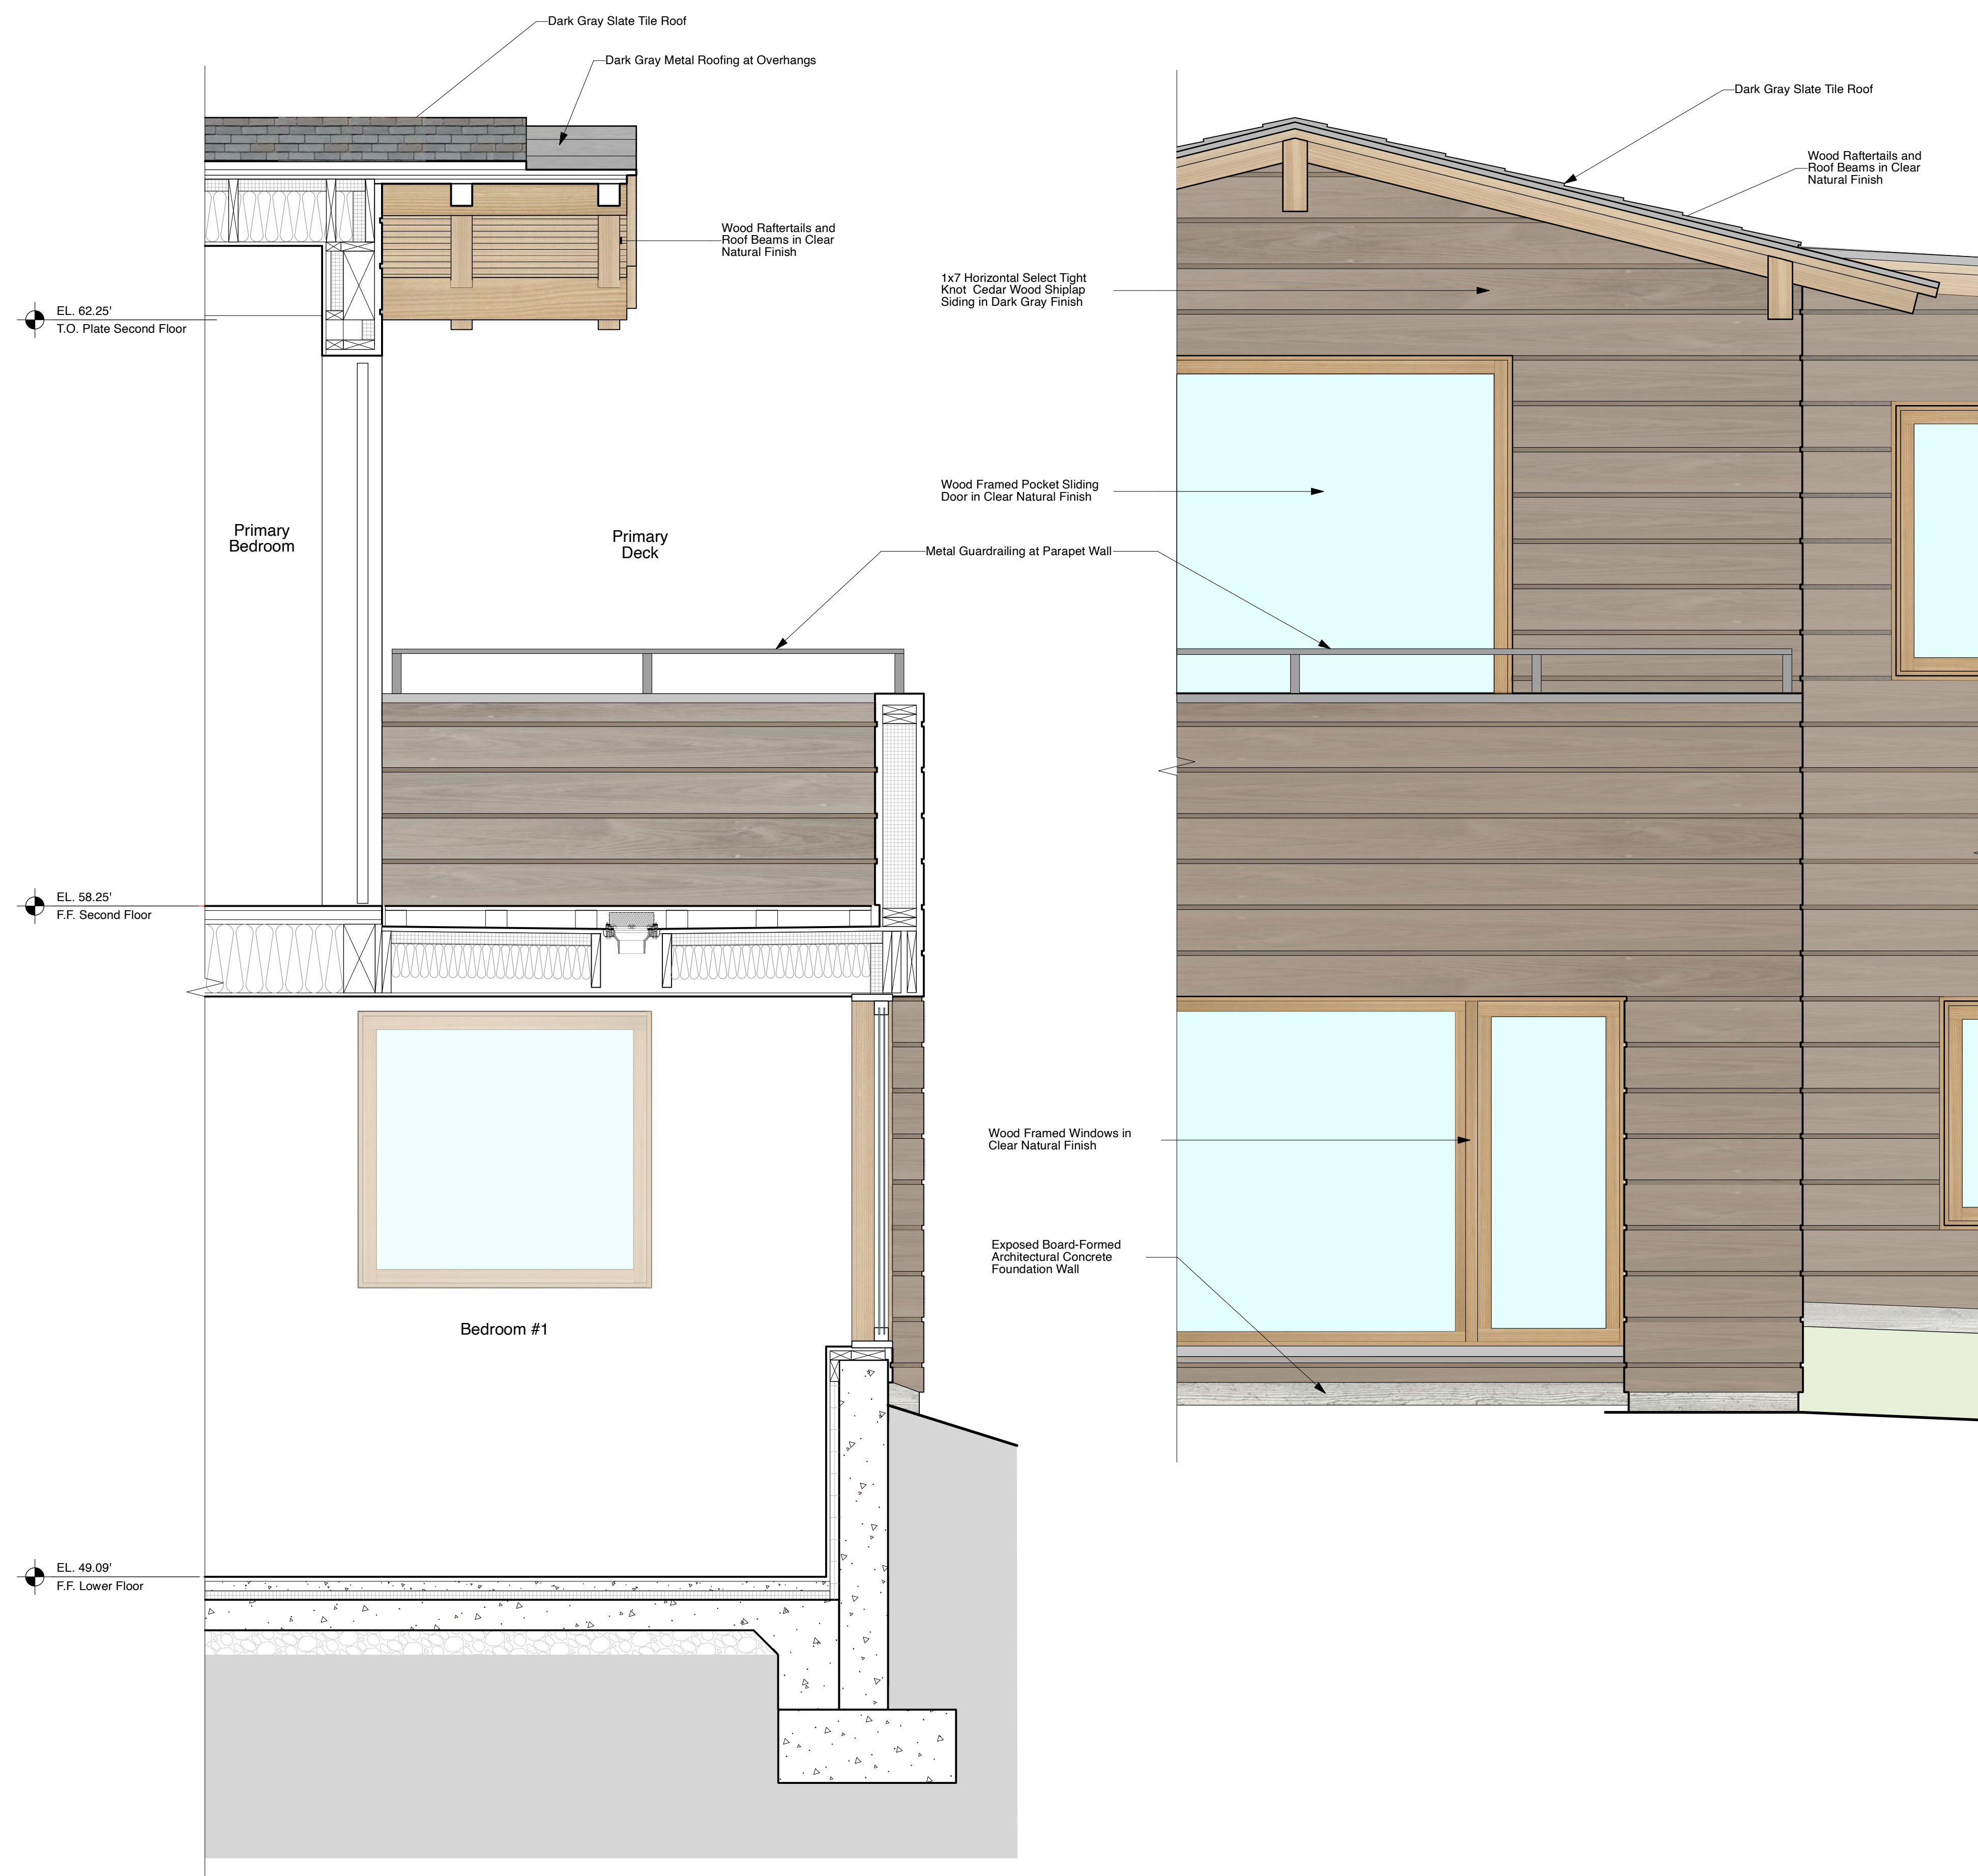 Dark Gray Slate Tile Roof
Dark Gray Metal Roofing at Overhangs
Dark Gray Slate Tile Roof
Wood Raftertails and
Roof Beams in Clear
Natural Finish
Wood Raftertails and
Roof Beams in Clear
Natural Finish
1x7 Horizontal Select Tight
Knot Cedar Wood Shiplap
Siding in Dark Gray Finish
EL. 62.25'
T.O. Plate Second Floor
Wood Framed Pocket Sliding
Door in Clear Natural Finish
Primary
Bedroom
Primary
Deck
Metal Guardrailing at Parapet Wall
EL. 58.25'
F.F. Second Floor
Wood Framed Windows in
Clear Natural Finish
Exposed Board-Formed
Architectural Concrete
Foundation Wall
Bedroom #1
EL. 49.09'
F.F. Lower Floor